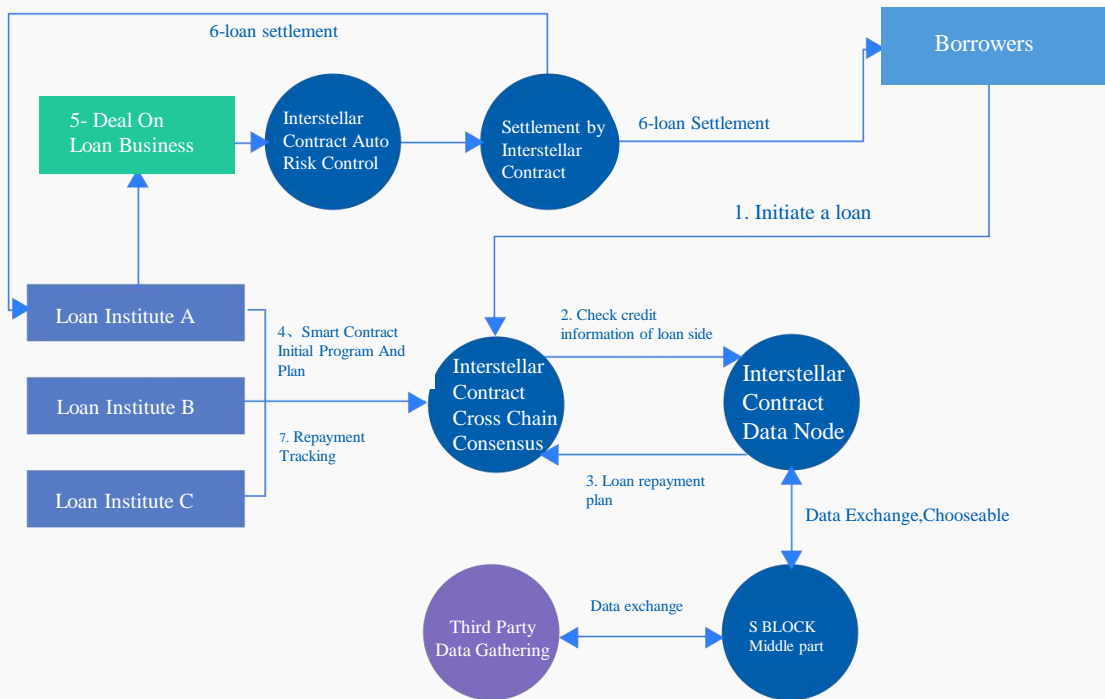 6-loan settlement
Borrowers
5- Deal On
Loan Business
Interstellar
Contract Auto
Risk Control
Settlement by
Interstellar
Contract
6-loan Settlement
1. Initiate a loan
Loan Institute A
4、Smart Contract
Initial Program And
Plan
2. Check credit
information of loan side
Interstellar
Contract
Cross Chain
Consensus
Interstellar
Contract
Data Node
Loan Institute B
7. Repayment
Tracking
3. Loan repayment
plan
Loan Institute C
Data Exchange,Chooseable
Third Party
Data Gathering
Data exchange
S BLOCK
Middle part